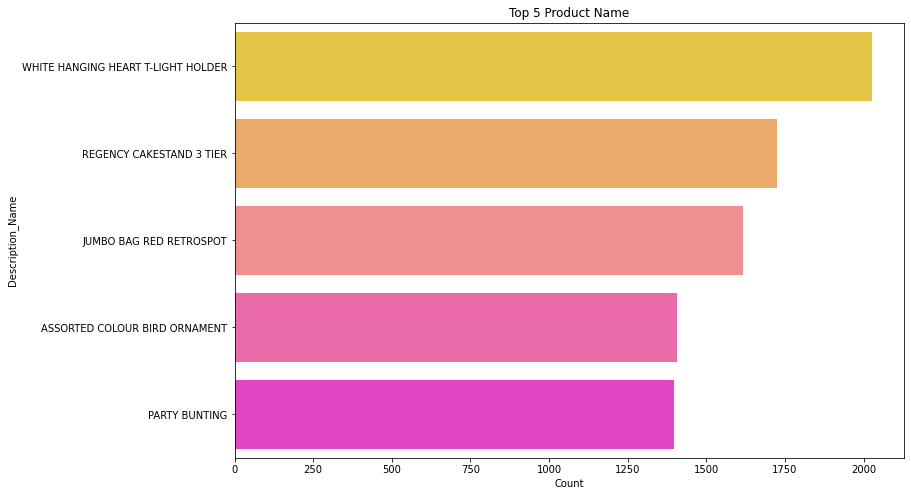 Top 5 Product Name
Description_Name
WHITE HANGING HEART T-LIGHT HOLDER
REGENCY CAKESTAND 3 TIER
JUMBO BAG RED RETROSPOT
ASSORTED COLOUR BIRD ORNAMENT
PARTY BUNTING
0 250 500 750 1000 1250 1500 1750 2000
Count